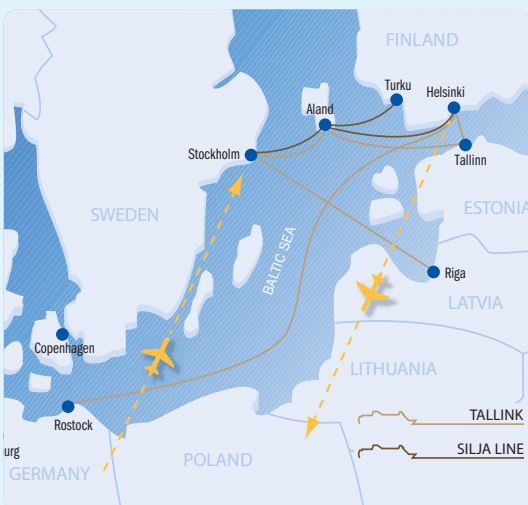 FINLAND
Turku
Helsinki
Aland
Stockholm
Tallinn
SWEDEN
ESTONIA
BALTIC SEA
Riga
LATVIA
Copenhagen
LITHUANIA
Rostock
TALLINK
urg
SILJA LINE
POLAND
GERMANY